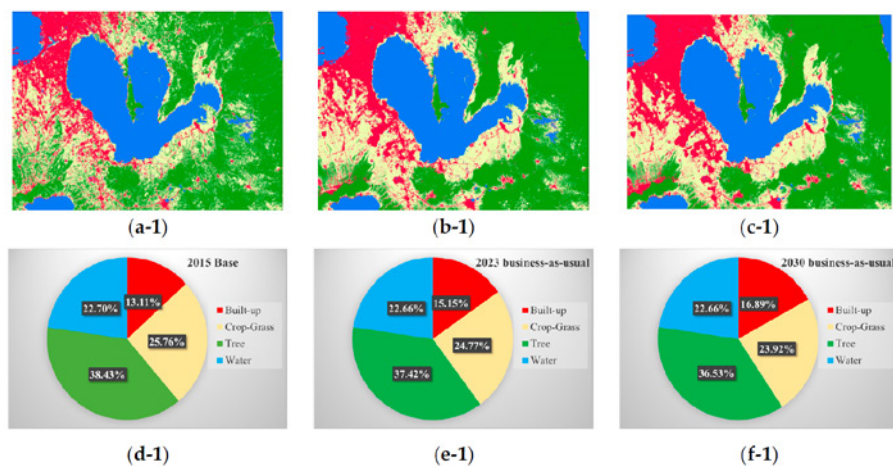 (a-1)
(b-1)
(c-1)
2015 Base
22.70%
13.11%
25.76%
38.43%
Built-up
Crop-Grass
Tree
Water
2023 business-as-usual
22.66%
15.15%
24.77%
37.42%
Built-up
Crop-Grass
Tree
Water
2030 business-as-usual
22.66%
16.89%
23.92%
36.53%
Built-up
Crop-Grass
Tree
Water
(d-1)
(e-1)
(f-1)